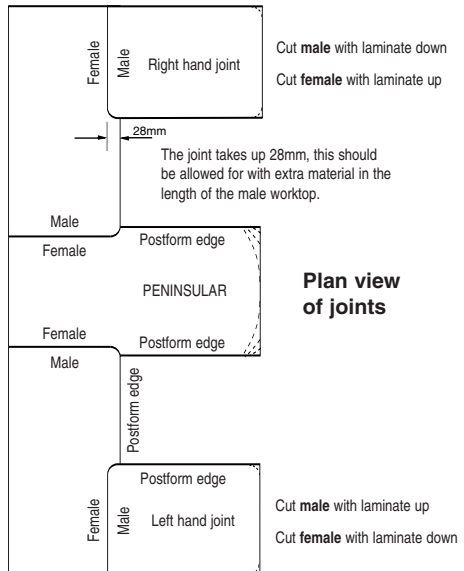 Female
Male
Right hand joint
Cut male with laminate down
Cut female with laminate up
28mm
The joint takes up 28mm, this should
be allowed for with extra material in the
length of the male worktop.
Male
Female
Postform edge
PENINSULAR
Plan view
of joints
Female
Male
Postform edge
Postform edge
Postform edge
Female
Male
Left hand joint
Cut male with laminate up
Cut female with laminate down